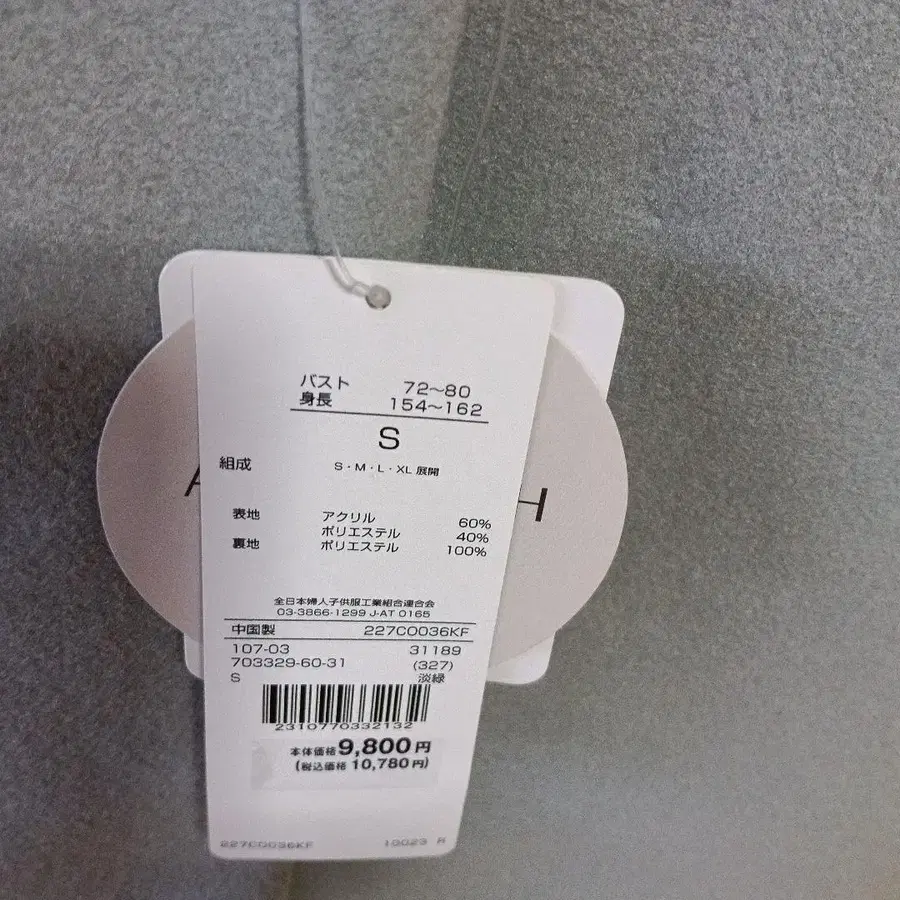 バスト 72～80
身長 154～162
S
組成 S・M・L・XL 展開
表地 アクリル 60%
ポリエステル 40%
裏地 ポリエステル 100%
A H
全日本婦人子供服工業組合連合会
03-3866-1299 J-AT 0165
中国製 227C0036KF
107-03 31189
703329-60-31 (327)
S 淡緑
2310770332132
本体価格 9,800円
(税込価格 10,780円)
227C0036KF 10023 R